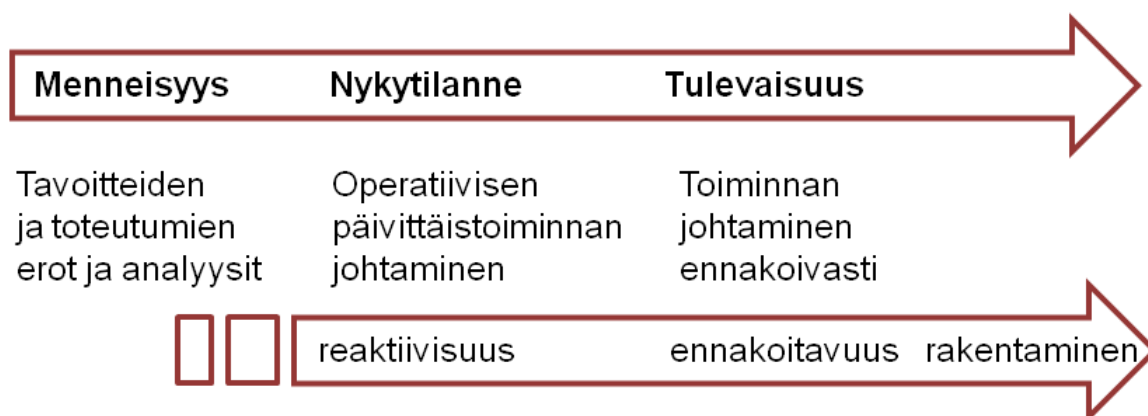 Menneisyys Nykytilanne Tulevaisuus
Tavoitteiden
ja toteutumien
erot ja analyysit
Operatiivisen
päivittäistoiminnan
johtaminen
Toiminnan
johtaminen
ennakoivasti
reaktiivisuus ennakoitavuus rakentaminen